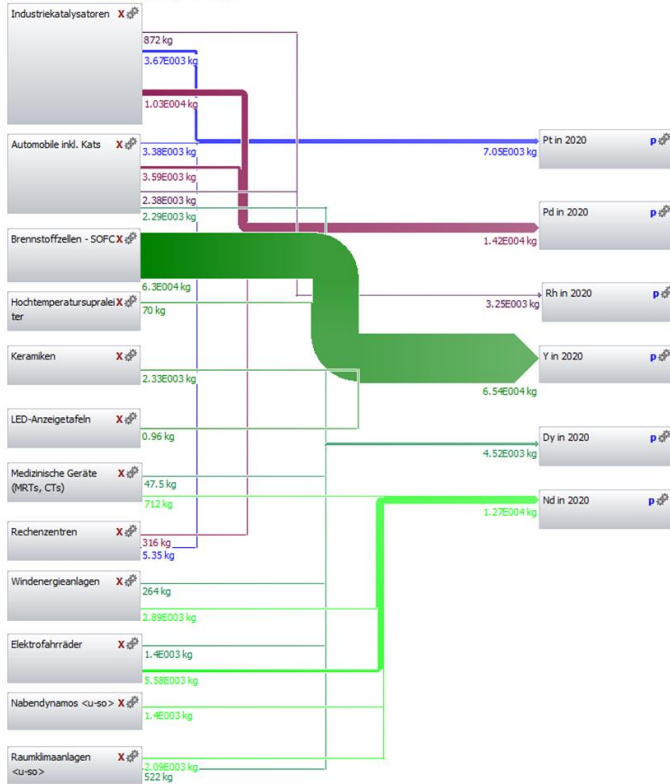 Industriekatalysatoren X
872 kg
3.67E003 kg
1.03E004 kg
Pt in 2020 p
Automobile inkl. Kats X
3.38E003 kg
7.05E003 kg
3.59E003 kg
2.38E003 kg
2.29E003 kg
Pd in 2020 p
1.42E004 kg
Brennstoffzellen - SOFC X
6.3E004 kg
Hochtemperatursuprale
iter X
70 kg
Rh in 2020 p
3.25E003 kg
Keramiken X
2.33E003 kg
Y in 2020 p
6.54E004 kg
LED-Anzeigetafeln X
0.96 kg
Dy in 2020 p
4.52E003 kg
Medizinische Geräte
(MRTs, CTs) X
47.5 kg
712 kg
Nd in 2020 p
1.27E004 kg
Rechenzentren X
316 kg
5.35 kg
Windenergieanlagen X
264 kg
2.89E003 kg
Elektrofahrräder X
1.4E003 kg
5.58E003 kg
Nabendynamos <u-so> X
1.4E003 kg
Raumklimaanlagen
<u-so> X
2.09E003 kg
522 kg